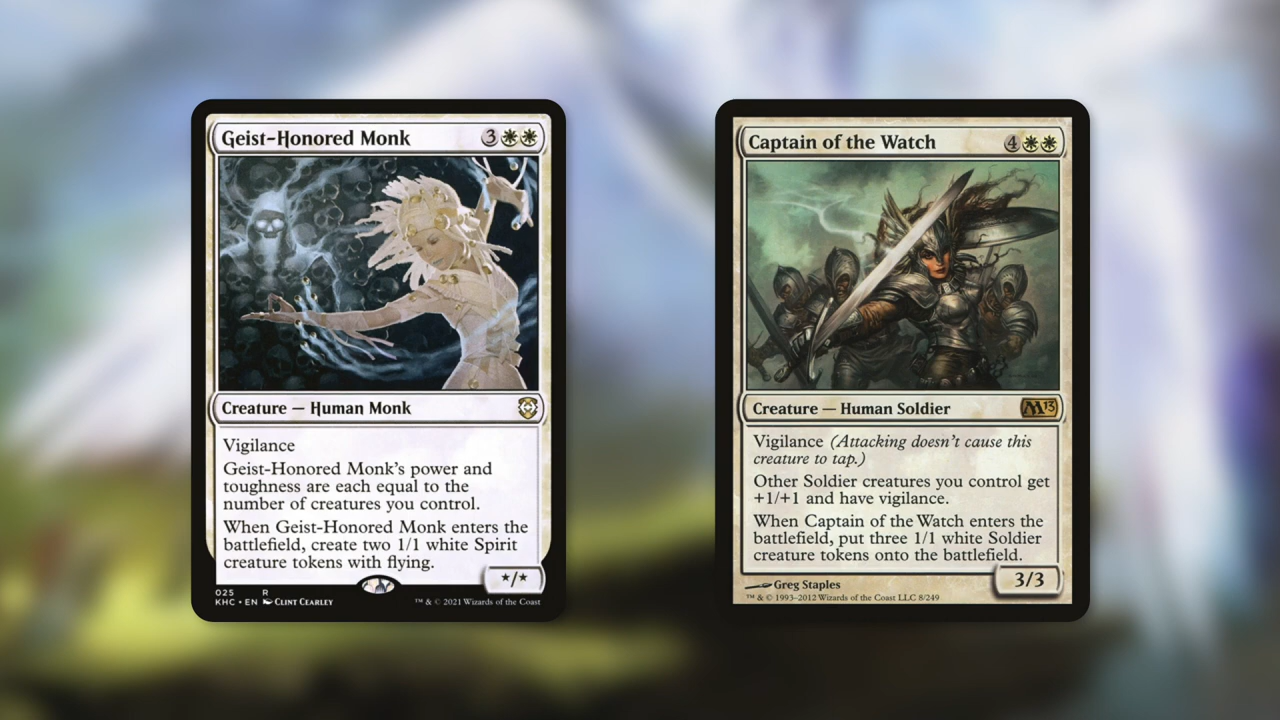 Geist-Honored Monk 3
Creature — Human Monk
Vigilance
Geist-Honored Monk's power and
toughness are each equal to the
number of creatures you control.
When Geist-Honored Monk enters the
battlefield, create two 1/1 white Spirit
creature tokens with flying.
*/*
025 R
KHC • EN Clint Cearley
™ & © 2021 Wizards of the Coast
Captain of the Watch 4
Creature — Human Soldier M13
Vigilance (Attacking doesn't cause this
creature to tap.)
Other Soldier creatures you control get
+1/+1 and have vigilance.
When Captain of the Watch enters the
battlefield, put three 1/1 white Soldier
creature tokens onto the battlefield.
3/3
Greg Staples
™ & © 1993–2012 Wizards of the Coast LLC 8/249